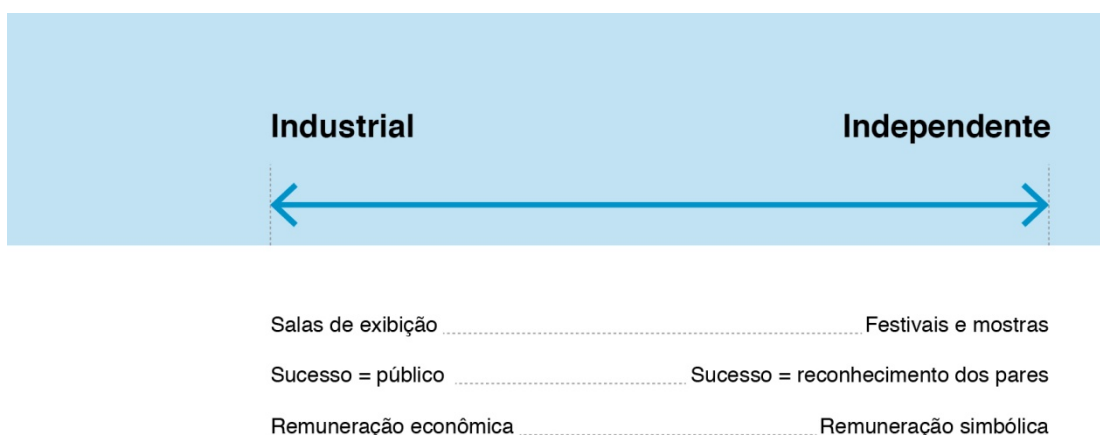 Industrial Independente
Salas de exibição Festivais e mostras
Sucesso = público Sucesso = reconhecimento dos pares
Remuneração econômica Remuneração simbólica